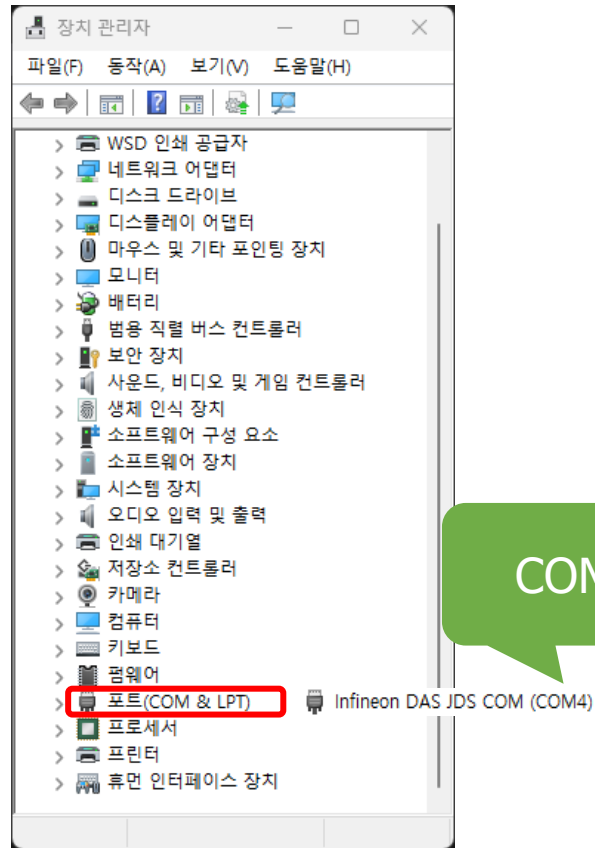 장치 관리자
파일(F) 동작(A) 보기(V) 도움말(H)
WSD 인쇄 공급자
네트워크 어댑터
디스크 드라이브
디스플레이 어댑터
마우스 및 기타 포인팅 장치
모니터
배터리
범용 직렬 버스 컨트롤러
보안 장치
사운드, 비디오 및 게임 컨트롤러
생체 인식 장치
소프트웨어 구성 요소
소프트웨어 장치
시스템 장치
오디오 입력 및 출력
인쇄 대기열
저장소 컨트롤러
카메라
컴퓨터
키보드
펌웨어
포트(COM & LPT)
Infineon DAS JDS COM (COM4)
프로세서
프린터
휴먼 인터페이스 장치